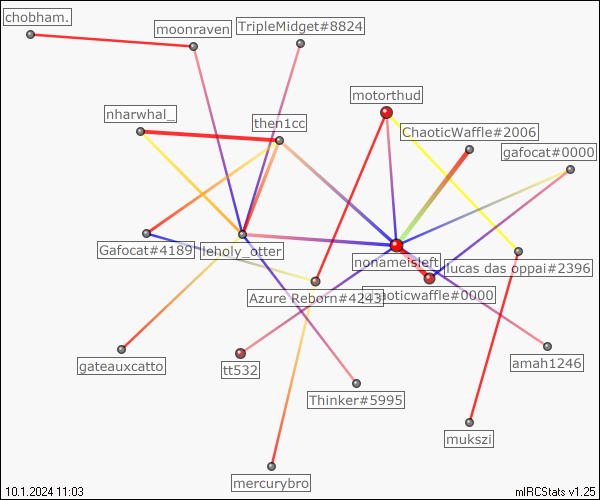 chobham.
moonraven
TripleMidget#8824
motorthud
nharwhal_
then1cc
ChaoticWaffle#2006
gafocat#0000
Gafocat#4189
leholy_otter
nonameisleft
lucas das oppai#2396
Azure Reborn#4243
chaoticwaffle#0000
gateauxcatto
tt532
amah1246
Thinker#5995
mukszi
mercurybro
10.1.2024 11:03
mIRCStats v1.25